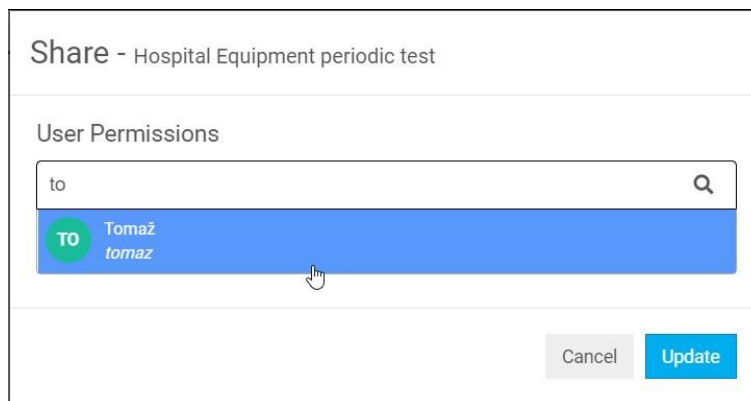 Share - Hospital Equipment periodic test
User Permissions
to
TO
Tomaž
tomaz
Cancel
Update